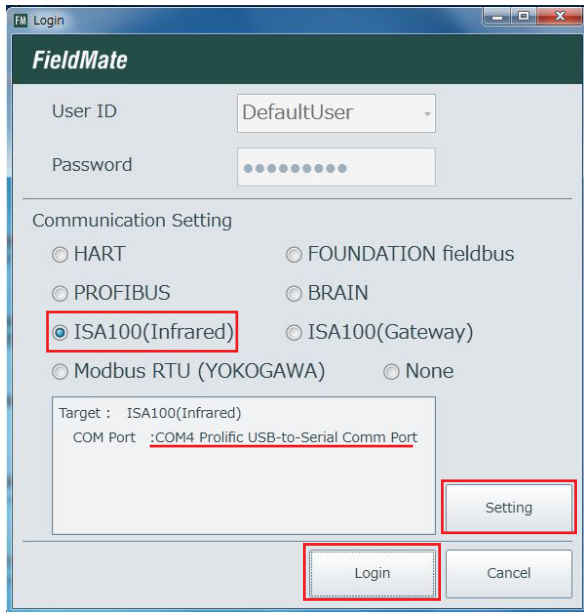 FM Login
FieldMate
User ID DefaultUser
Password
Communication Setting
HART FOUNDATION fieldbus
PROFIBUS BRAIN
ISA100(Infrared) ISA100(Gateway)
Modbus RTU (YOKOGAWA) None
Target : ISA100(Infrared)
COM Port :COM4 Prolific USB-to-Serial Comm Port
Setting
Login Cancel